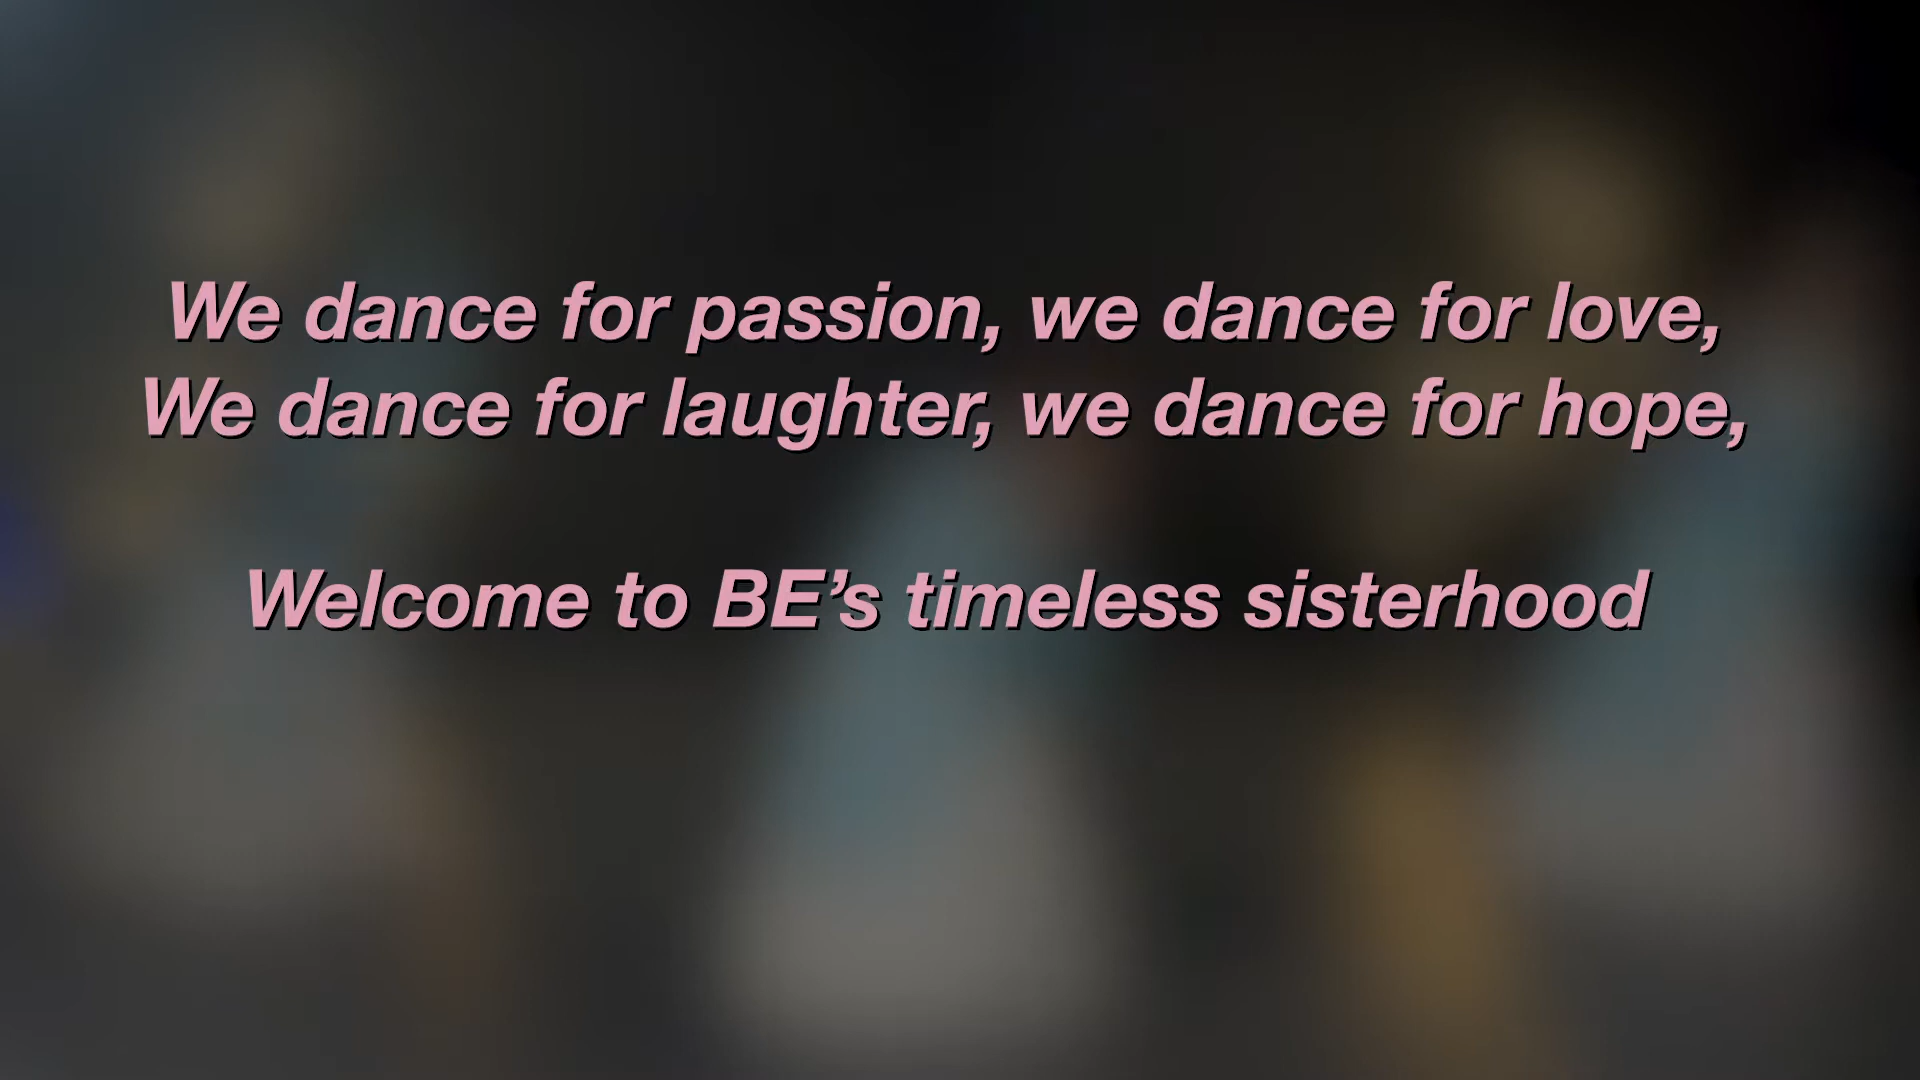 We dance for passion, we dance for love,
We dance for laughter, we dance for hope,
Welcome to BE’s timeless sisterhood